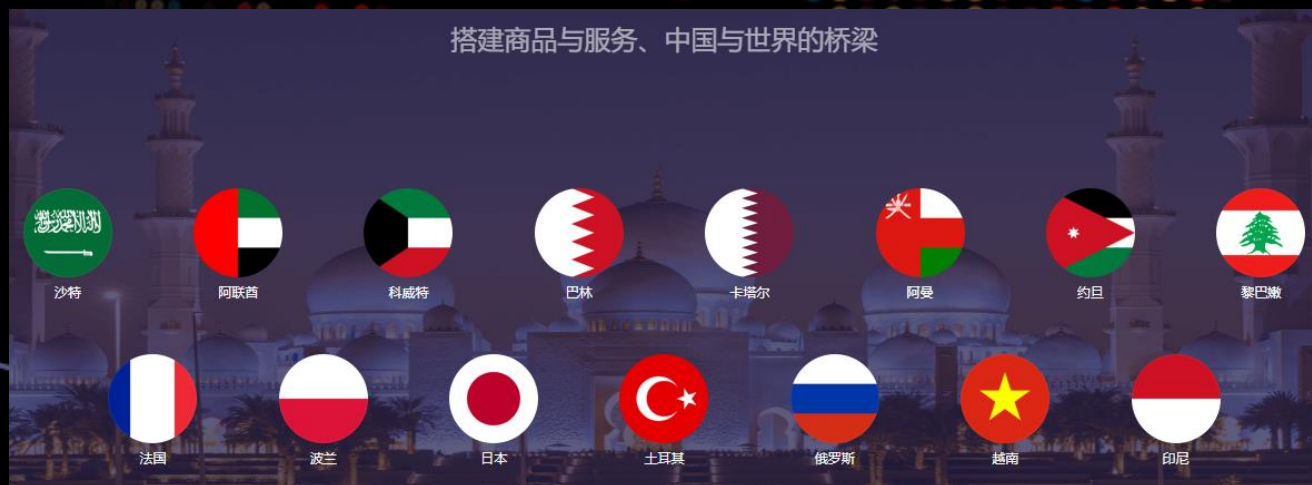 搭建商品与服务、中国与世界的桥梁
沙特
阿联酋
科威特
巴林
卡塔尔
阿曼
约旦
黎巴嫩
法国
波兰
日本
土耳其
俄罗斯
越南
印尼